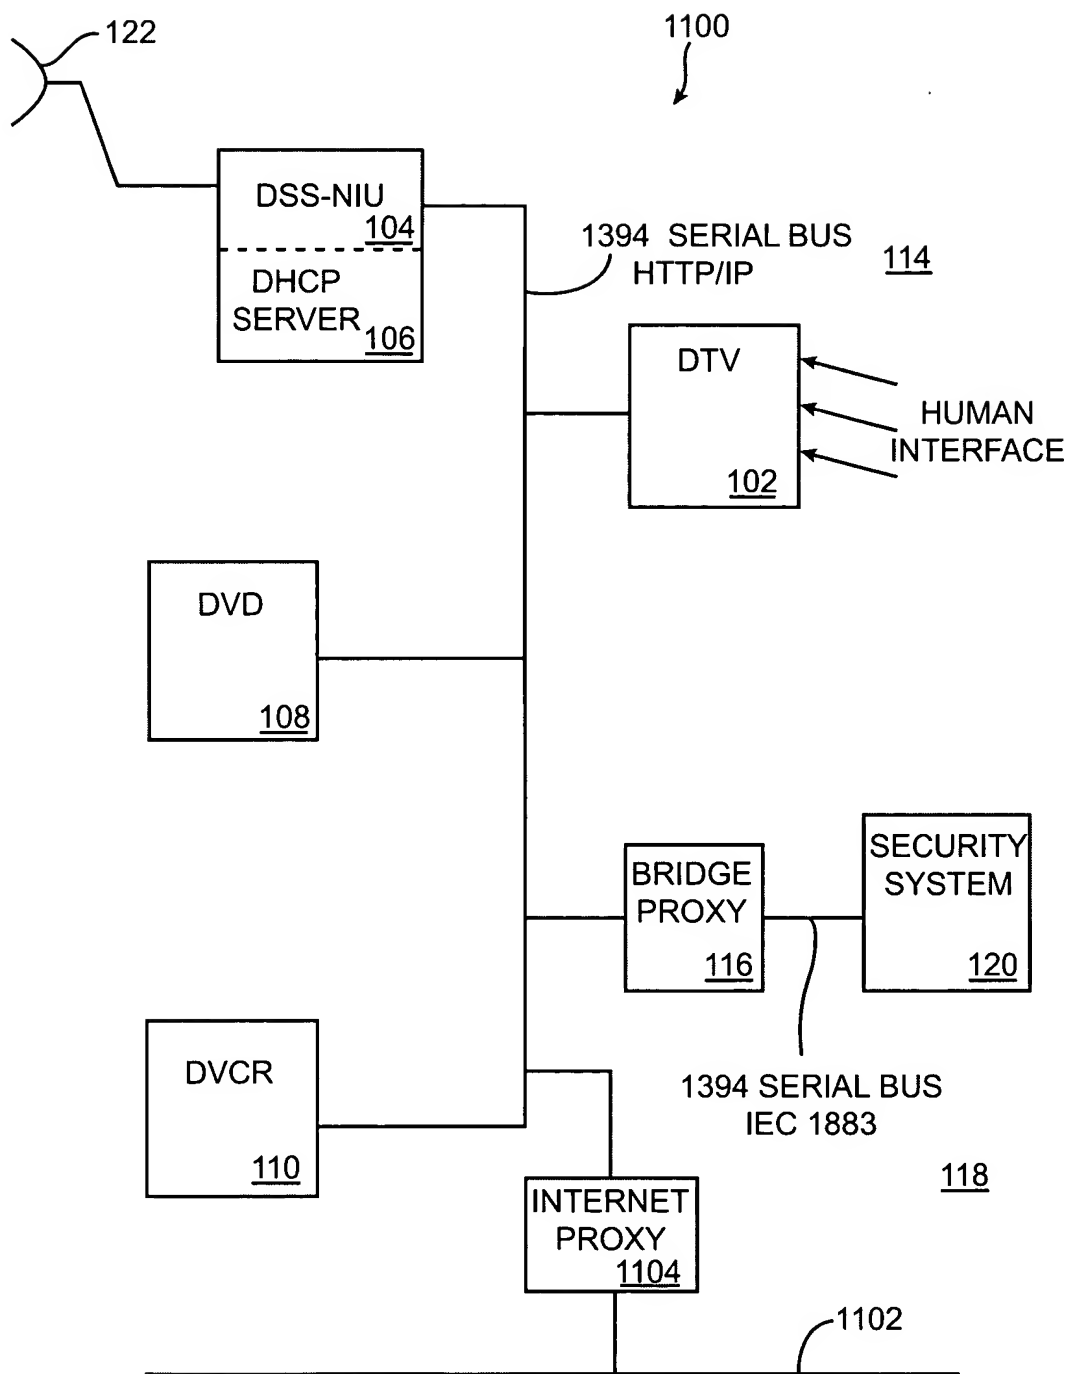 122
1100
DSS-NIU
104
DHCP
SERVER
106
1394 SERIAL BUS
HTTP/IP
114
DTV
102
HUMAN
INTERFACE
DVD
108
BRIDGE
PROXY
116
SECURITY
SYSTEM
120
1394 SERIAL BUS
IEC 1883
118
DVCR
110
INTERNET
PROXY
1104
1102